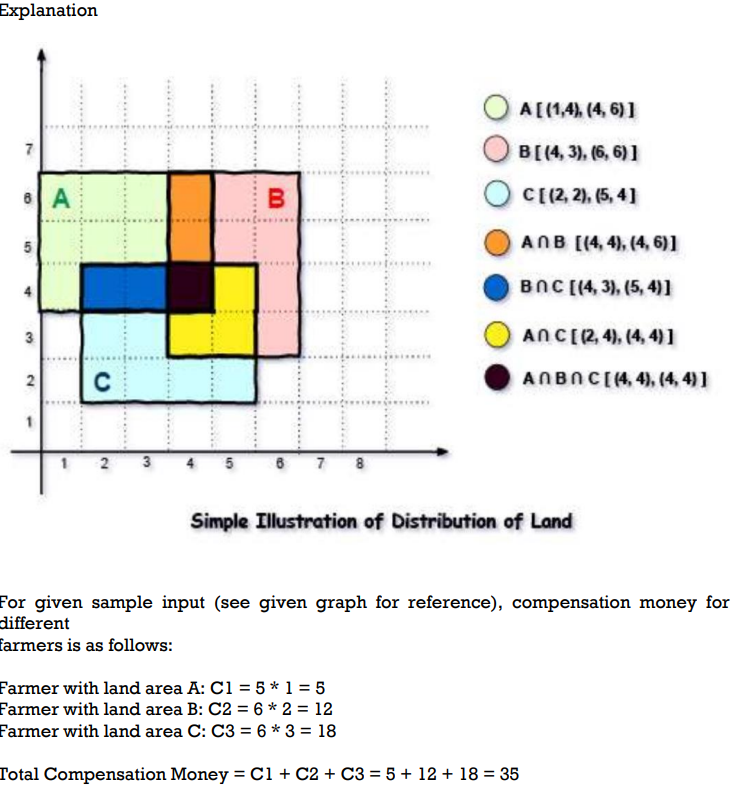 Explanation
A [ (1,4), (4, 6) ]
B [ (4, 3), (6, 6) ]
C [ (2, 2), (5, 4 ]
A ∩ B [(4, 4), (4, 6)]
B ∩ C [(4, 3), (5, 4)]
A ∩ C [ (2, 4), (4, 4) ]
A ∩ B ∩ C [ (4, 4), (4, 4) ]
7
6
5
4
3
2
1
A
B
C
1 2 3 4 5 6 7 8
Simple Illustration of Distribution of Land
For given sample input (see given graph for reference), compensation money for
different
farmers is as follows:
Farmer with land area A: C1 = 5 * 1 = 5
Farmer with land area B: C2 = 6 * 2 = 12
Farmer with land area C: C3 = 6 * 3 = 18
Total Compensation Money = C1 + C2 + C3 = 5 + 12 + 18 = 35